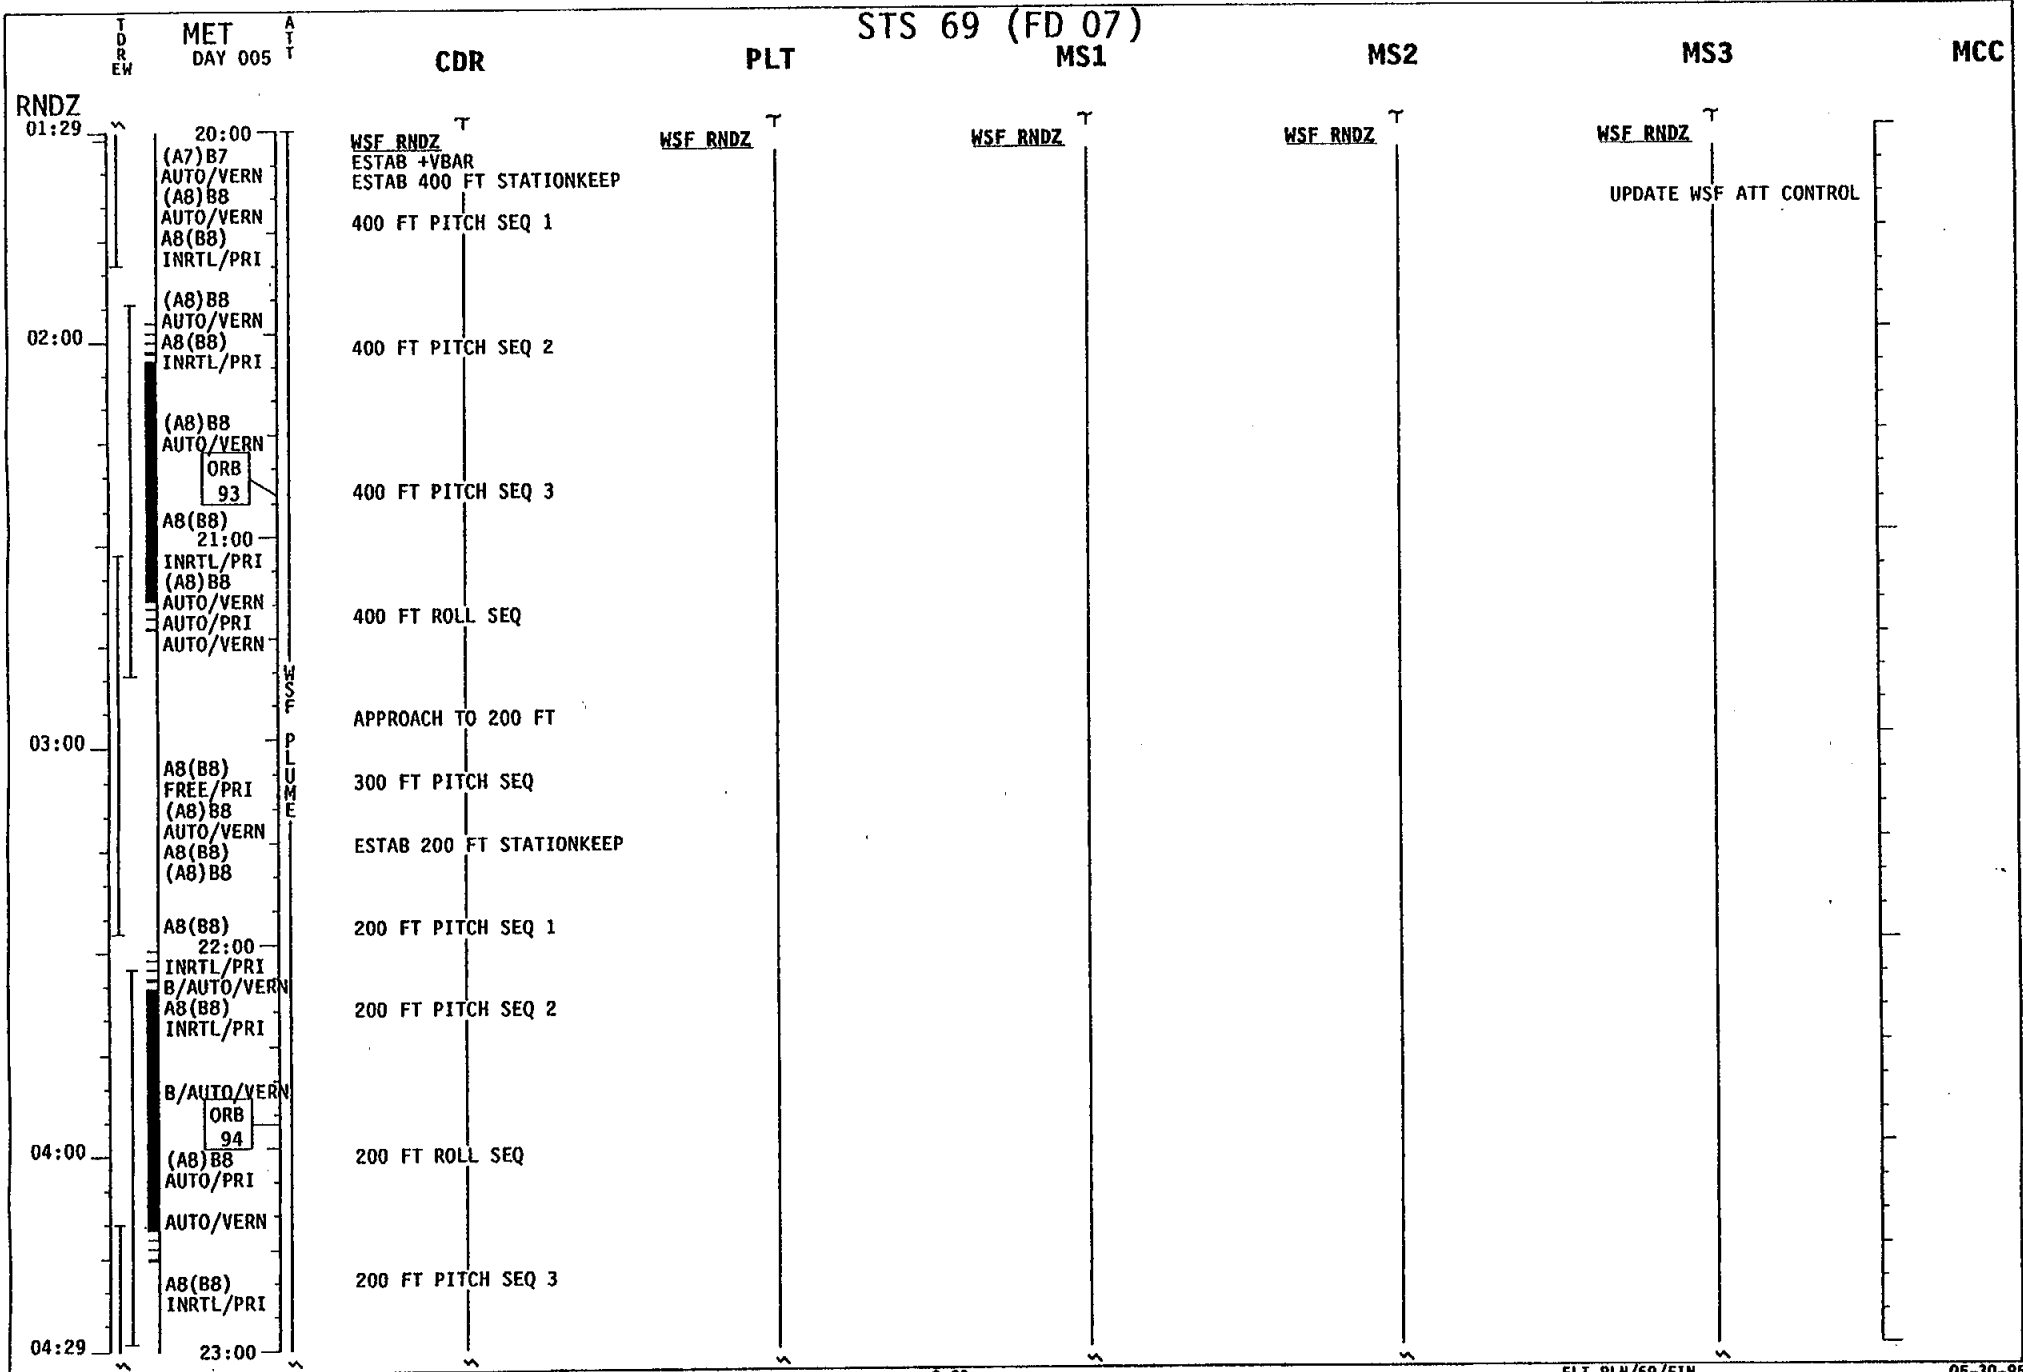 STS 69 (FD 07)
TDREW MET ATT
DAY 005
CDR PLT MS1 MS2 MS3 MCC
RNDZ
01:29 20:00
WSF RNDZ WSF RNDZ WSF RNDZ WSF RNDZ WSF RNDZ
(A7)B7 ESTAB +VBAR
AUTO/VERN ESTAB 400 FT STATIONKEEP
(A8)B8 UPDATE WSF ATT CONTROL
AUTO/VERN 400 FT PITCH SEQ 1
A8(B8)
INRTL/PRI
(A8)B8
AUTO/VERN
02:00 A8(B8) 400 FT PITCH SEQ 2
INRTL/PRI
(A8)B8
AUTO/VERN
ORB
93 400 FT PITCH SEQ 3
A8(B8)
21:00
INRTL/PRI
(A8)B8
AUTO/VERN
AUTO/PRI 400 FT ROLL SEQ
AUTO/VERN
WSF PLUME
APPROACH TO 200 FT
03:00
A8(B8)
FREE/PRI 300 FT PITCH SEQ
(A8)B8
AUTO/VERN
A8(B8) ESTAB 200 FT STATIONKEEP
(A8)B8
A8(B8) 200 FT PITCH SEQ 1
22:00
INRTL/PRI
B/AUTO/VERN
A8(B8) 200 FT PITCH SEQ 2
INRTL/PRI
B/AUTO/VERN
ORB
94
04:00 (A8)B8 200 FT ROLL SEQ
AUTO/PRI
AUTO/VERN
A8(B8) 200 FT PITCH SEQ 3
INRTL/PRI
04:29 23:00
FLT PLN/69/FIN